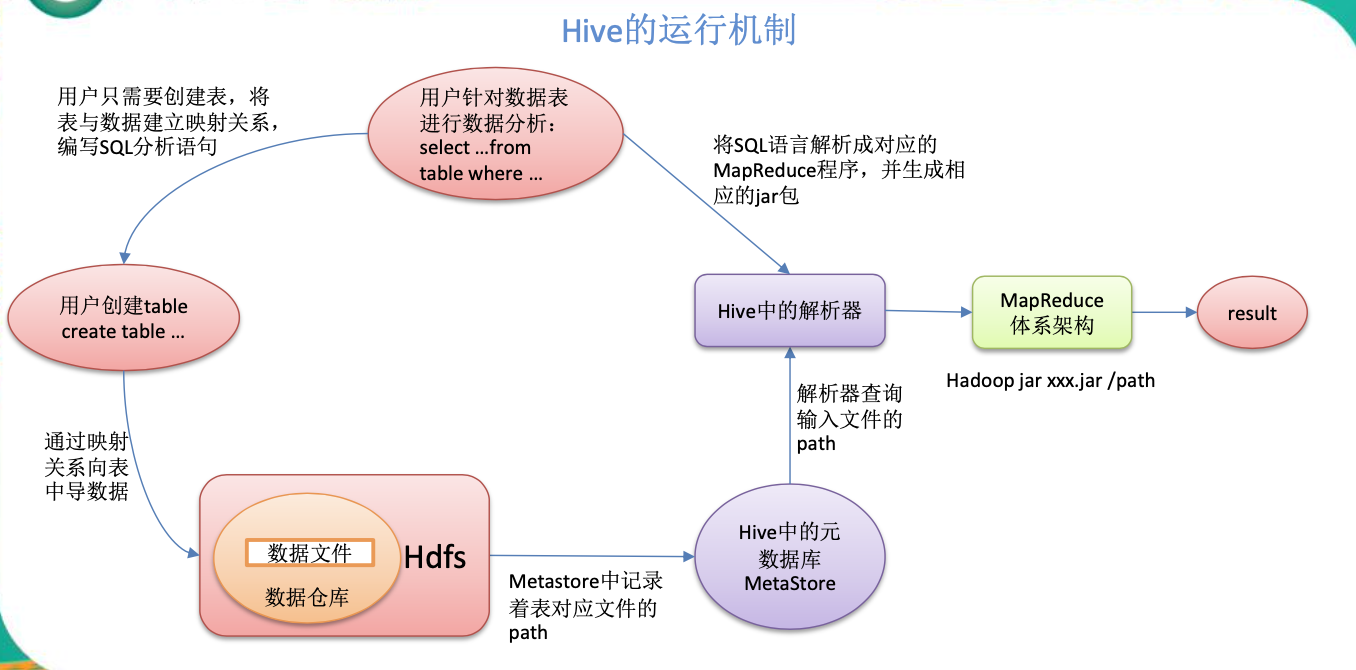 Hive的运行机制
用户只需要创建表，将
表与数据建立映射关系，
编写SQL分析语句
用户针对数据表
进行数据分析：
select ...from
table where ...
将SQL语言解析成对应的
MapReduce程序，并生成相
应的jar包
用户创建table
create table ...
Hive中的解析器
MapReduce
体系架构
result
Hadoop jar xxx.jar /path
解析器查询
输入文件的
path
通过映射
关系向表
中导数据
数据文件
数据仓库
Hdfs
Metastore中记录
着表对应文件的
path
Hive中的元
数据库
MetaStore